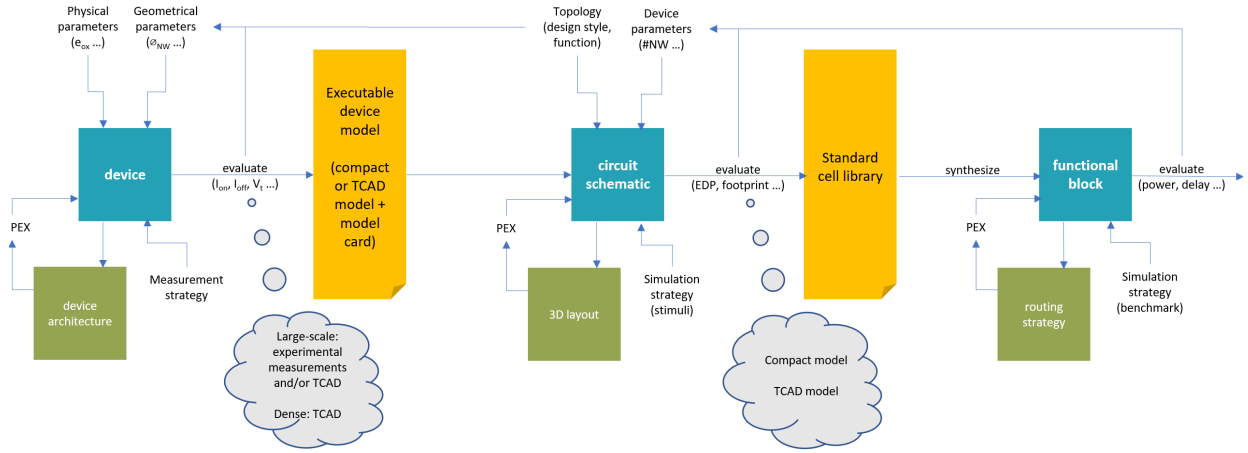 Physical
parameters
(eox ...)
Geometrical
parameters
(⌀NW ...)
Topology
(design style,
function)
Device
parameters
(#NW ...)
device
evaluate
(Ion, Ioff, Vt ...)
Executable
device
model
(compact
or TCAD
model +
model
card)
circuit
schematic
evaluate
(EDP, footprint ...)
Standard
cell library
synthesize
functional
block
evaluate
(power, delay ...)
PEX
device
architecture
Measurement
strategy
PEX
3D layout
Simulation
strategy
(stimuli)
PEX
routing
strategy
Simulation
strategy
(benchmark)
Large-scale:
experimental
measurements
and/or TCAD
Dense: TCAD
Compact model
TCAD model